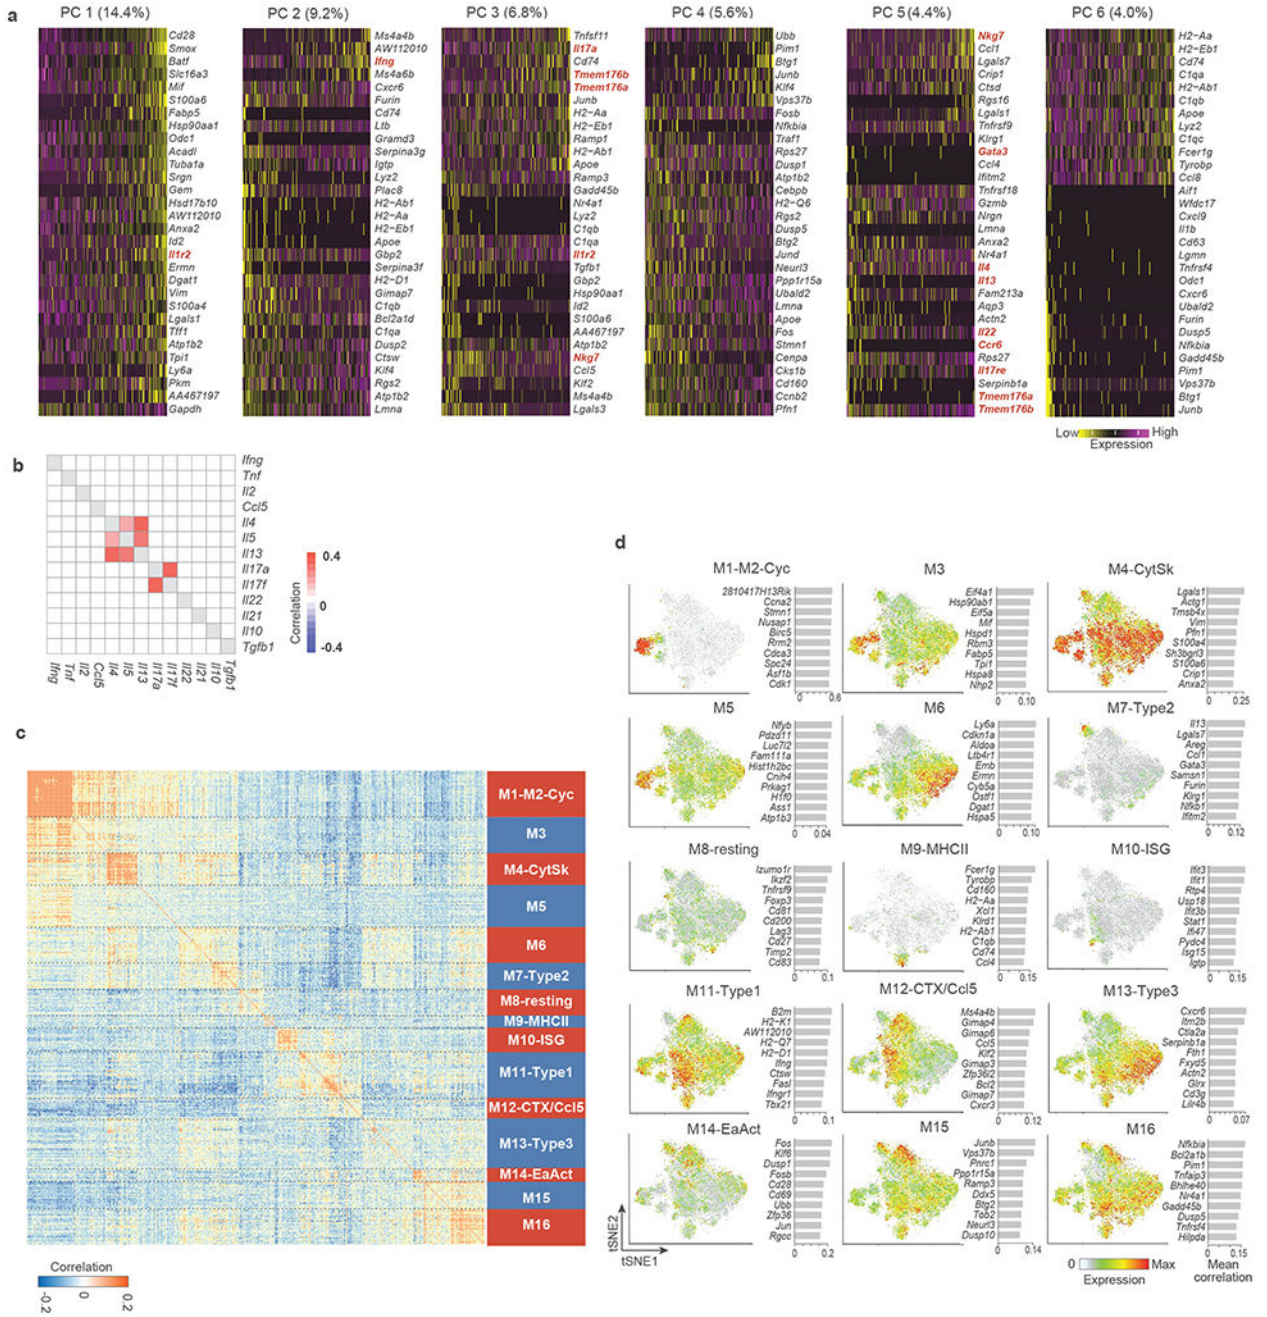 a
PC 1 (14.4%)
Cd28
Smox
Batf
Slc16a3
Mif
S100a6
Fabp5
Hsp90aa1
Odc1
Acadl
Tuba1a
Srgn
Gem
Hsd17b10
AW112010
Anxa2
Id2
Il1r2
Ermn
Dgat1
Vim
S100a4
Lgals1
Tff1
Atp1b2
Tpi1
Ly6a
Pkm
AA467197
Gapdh
PC 2 (9.2%)
Ms4a4b
AW112010
Ifng
Ms4a6b
Cxcr6
Furin
Cd74
Ltb
Gramd3
Serpina3g
Igtp
Lyz2
Plac8
H2-Ab1
H2-Aa
H2-Eb1
Apoe
Gbp2
Serpina3f
H2-D1
Gimap7
C1qb
Bcl2a1d
C1qa
Dusp2
Ctsw
Klf4
Rgs2
Atp1b2
Lmna
PC 3 (6.8%)
Tnfsf11
Il17a
Cd74
Tmem176b
Tmem176a
Junb
H2-Aa
H2-Eb1
Ramp1
H2-Ab1
Apoe
Ramp3
Gadd45b
Nr4a1
Lyz2
C1qb
C1qa
Il1r2
Tgfb1
Gbp2
Hsp90aa1
Id2
S100a6
AA467197
Atp1b2
Nkg7
Ccl5
Klf2
Ms4a4b
Lgals3
PC 4 (5.6%)
Ubb
Pim1
Btg1
Junb
Klf4
Vps37b
Fosb
Nfkbia
Traf1
Rps27
Dusp1
Atp1b2
Cebpb
H2-Q6
Rgs2
Dusp5
Btg2
Jund
Neurl3
Ppp1r15a
Ubald2
Lmna
Apoe
Fos
Stmn1
Cenpa
Cks1b
Cd160
Ccnb2
Pfn1
PC 5 (4.4%)
Nkg7
Ccl1
Lgals7
Crip1
Ctsd
Rgs16
Lgals1
Tnfrsf9
Klrg1
Gata3
Ccl4
Ifitm2
Tnfrsf18
Gzmb
Nrgn
Lmna
Anxa2
Nr4a1
Il4
Il13
Fam213a
Aqp3
Actn2
Il22
Ccr6
Rps27
Il17re
Serpinb1a
Tmem176a
Tmem176b
PC 6 (4.0%)
H2-Aa
H2-Eb1
Cd74
C1qa
H2-Ab1
C1qb
Apoe
Lyz2
C1qc
Fcer1g
Tyrobp
Ccl8
Aif1
Wfdc17
Cxcl9
Il1b
Cd63
Lgmn
Tnfrsf4
Odc1
Cxcr6
Ubald2
Furin
Dusp5
Nfkbia
Gadd45b
Pim1
Vps37b
Btg1
Junb
Low High
Expression
b
Ifng
Tnf
Il2
Ccl5
Il4
Il5
Il13
Il17a
Il17f
Il22
Il21
Il10
Tgfb1
Ifng Tnf Il2 Ccl5 Il4 Il5 Il13 Il17a Il17f Il22 Il21 Il10 Tgfb1
Correlation
0.4
0
-0.4
c
M1-M2-Cyc
M3
M4-CytSk
M5
M6
M7-Type2
M8-resting
M9-MHCII
M10-ISG
M11-Type1
M12-CTX/Ccl5
M13-Type3
M14-EaAct
M15
M16
Correlation
-0.2 0 0.2
d
M1-M2-Cyc
2810417H13Rik
Ccna2
Stmn1
Nusap1
Birc5
Rrm2
Cdca3
Spc24
Asf1b
Cdk1
0 0.6
M3
Eif4a1
Hsp90ab1
Eif5a
Mif
Hspd1
Rbm3
Fabp5
Tpi1
Hspa8
Nhp2
0 0.10
M4-CytSk
Lgals1
Actg1
Tmsb4x
Vim
Pfn1
S100a4
Sh3bgrl3
S100a6
Crip1
Anxa2
0 0.25
M5
Nfyb
Pdzd11
Luc7l2
Fam111a
Hist1h2bc
Cnih4
Prkag1
H1f0
Ass1
Atp1b3
0 0.04
M6
Ly6a
Cdkn1a
Aldoa
Ltb4r1
Emb
Ermn
Cyb5a
Ostf1
Dgat1
Hspa5
0 0.10
M7-Type2
Il13
Lgals7
Areg
Ccl1
Gata3
Samsn1
Furin
Klrg1
Nfkb1
Ifitm2
0 0.12
M8-resting
Izumo1r
Ikzf2
Tnfrsf9
Foxp3
Cd81
Cd200
Lag3
Cd27
Timp2
Cd83
0 0.1
M9-MHCII
Fcer1g
Tyrobp
Cd160
H2-Aa
Xcl1
Klrd1
H2-Ab1
C1qb
Cd74
Ccl4
0 0.15
M10-ISG
Ifit3
Ifit1
Rtp4
Usp18
Ifit3b
Stat1
Ifi47
Pydc4
Isg15
Igtp
0 0.15
M11-Type1
B2m
H2-K1
AW112010
H2-Q7
H2-D1
Ifng
Ctsw
Fasl
Ifngr1
Tbx21
0 0.1
M12-CTX/Ccl5
Ms4a4b
Gimap4
Gimap6
Ccl5
Klf2
Gimap3
Zfp36l2
Bcl2
Gimap7
Cxcr3
0 0.12
M13-Type3
Cxcr6
Itm2b
Ctla2a
Serpinb1a
Fth1
Fxyd5
Actn2
Glrx
Cd3g
Lilr4b
0 0.07
M14-EaAct
Fos
Klf6
Dusp1
Fosb
Cd28
Cd69
Ubb
Zfp36
Jun
Rgcc
0 0.2
M15
Junb
Vps37b
Pnrc1
Ppp1r15a
Ramp3
Ddx5
Btg2
Tob2
Neurl3
Dusp10
0 0.14
M16
Nfkbia
Bcl2a1b
Pim1
Tnfaip3
Bhlhe40
Nr4a1
Gadd45b
Dusp5
Tnfrsf4
Hilpda
0 0.15
tSNE2
tSNE1
0 Max
Expression
Mean
correlation